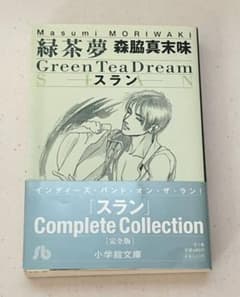 Masumi MORIWAKI
緑茶夢 森脇真末味
Green Tea Dream
スラン
インディーズ・バンド・オン・ザ・ラン!
[スラン]
Complete Collection
[完全版]
小学館文庫